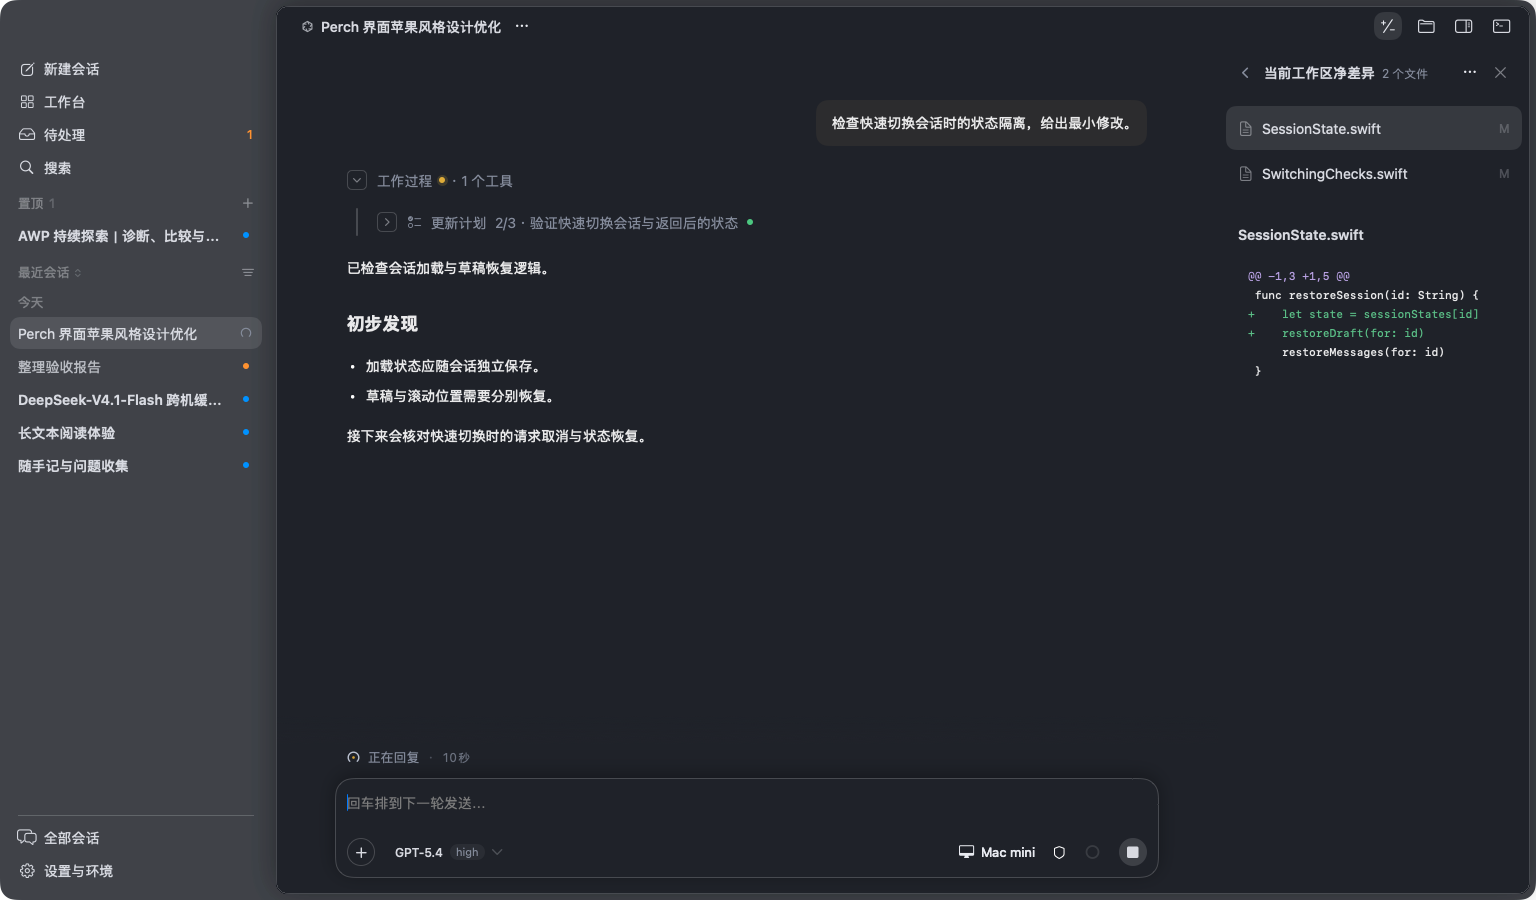 新建会话
工作台
待处理 1
搜索
置顶 1
AWP 持续探索 | 诊断、比较与...
最近会话
今天
Perch 界面苹果风格设计优化
整理验收报告
DeepSeek-V4.1-Flash 跨机缓...
长文本阅读体验
随手记与问题收集
全部会话
设置与环境
Perch 界面苹果风格设计优化
检查快速切换会话时的状态隔离，给出最小修改。
工作过程 · 1 个工具
更新计划 2/3 · 验证快速切换会话与返回后的状态
已检查会话加载与草稿恢复逻辑。
初步发现
• 加载状态应随会话独立保存。
• 草稿与滚动位置需要分别恢复。
接下来会核对快速切换时的请求取消与状态恢复。
正在回复 · 10秒
回车排到下一轮发送...
GPT-5.4 high
Mac mini
当前工作区净差异 2 个文件
SessionState.swift M
SwitchingChecks.swift M
SessionState.swift
@@ -1,3 +1,5 @@
func restoreSession(id: String) {
+ let state = sessionStates[id]
+ restoreDraft(for: id)
restoreMessages(for: id)
}